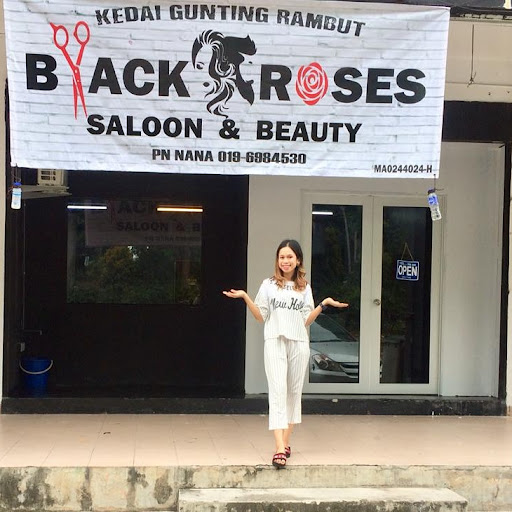 KEDAI GUNTING RAMBUT
BLACK ROSES
SALOON & BEAUTY
PN NANA 019-6984530
MA0244024-H
OPEN